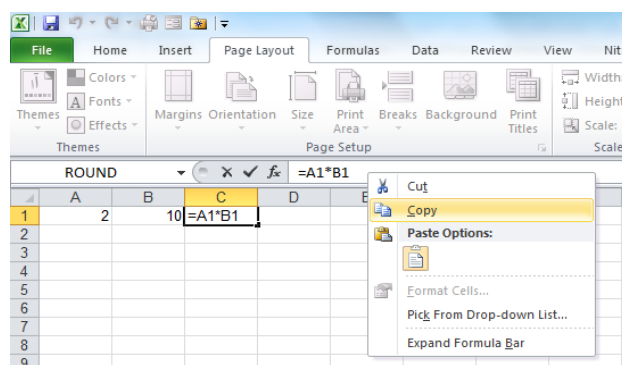 File Home Insert Page Layout Formulas Data Review View Nit
Colors
Fonts
Effects
Themes
Margins Orientation Size Print Area Breaks Background Print Titles
Width:
Height
Scale:
Themes Page Setup Scale
ROUND fx =A1*B1
A B C D E
1 2 10 =A1*B1
2
3
4
5
6
7
8
9
Cut
Copy
Paste Options:
Format Cells...
Pick From Drop-down List...
Expand Formula Bar